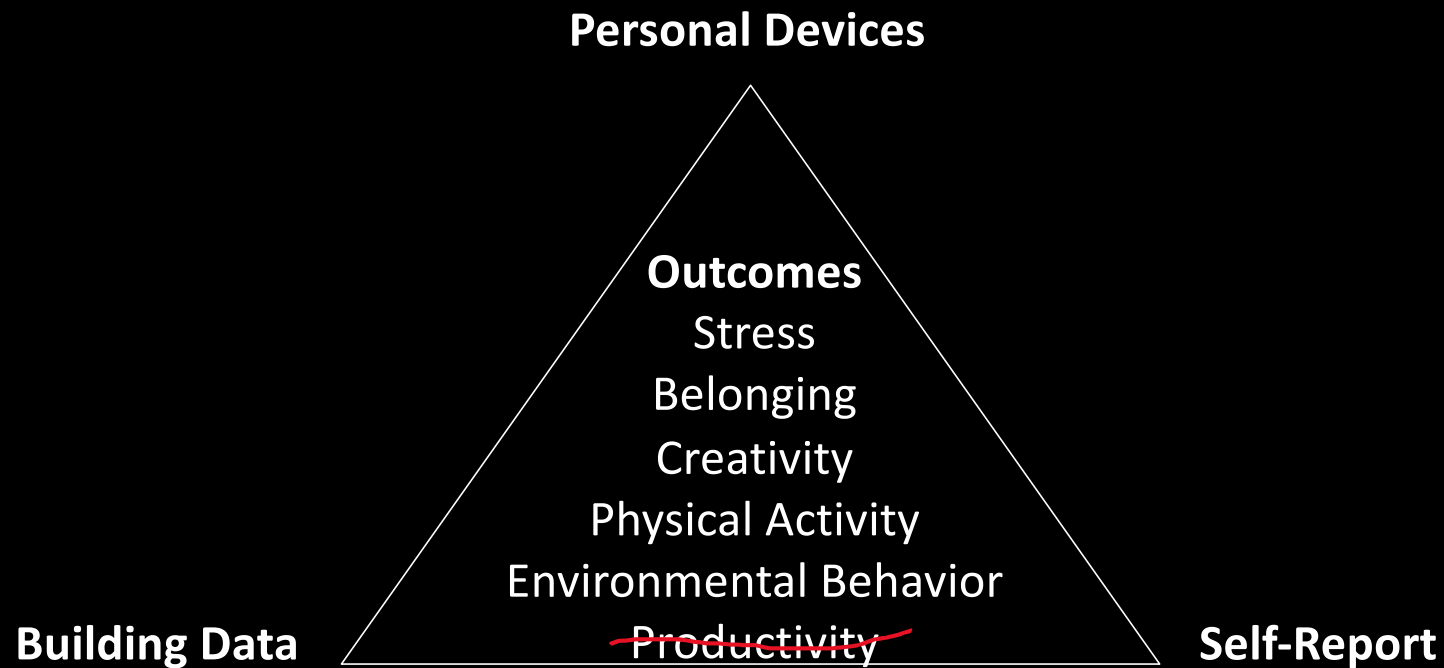 Personal Devices
Outcomes
Stress
Belonging
Creativity
Physical Activity
Environmental Behavior
Productivity
Building Data
Self-Report